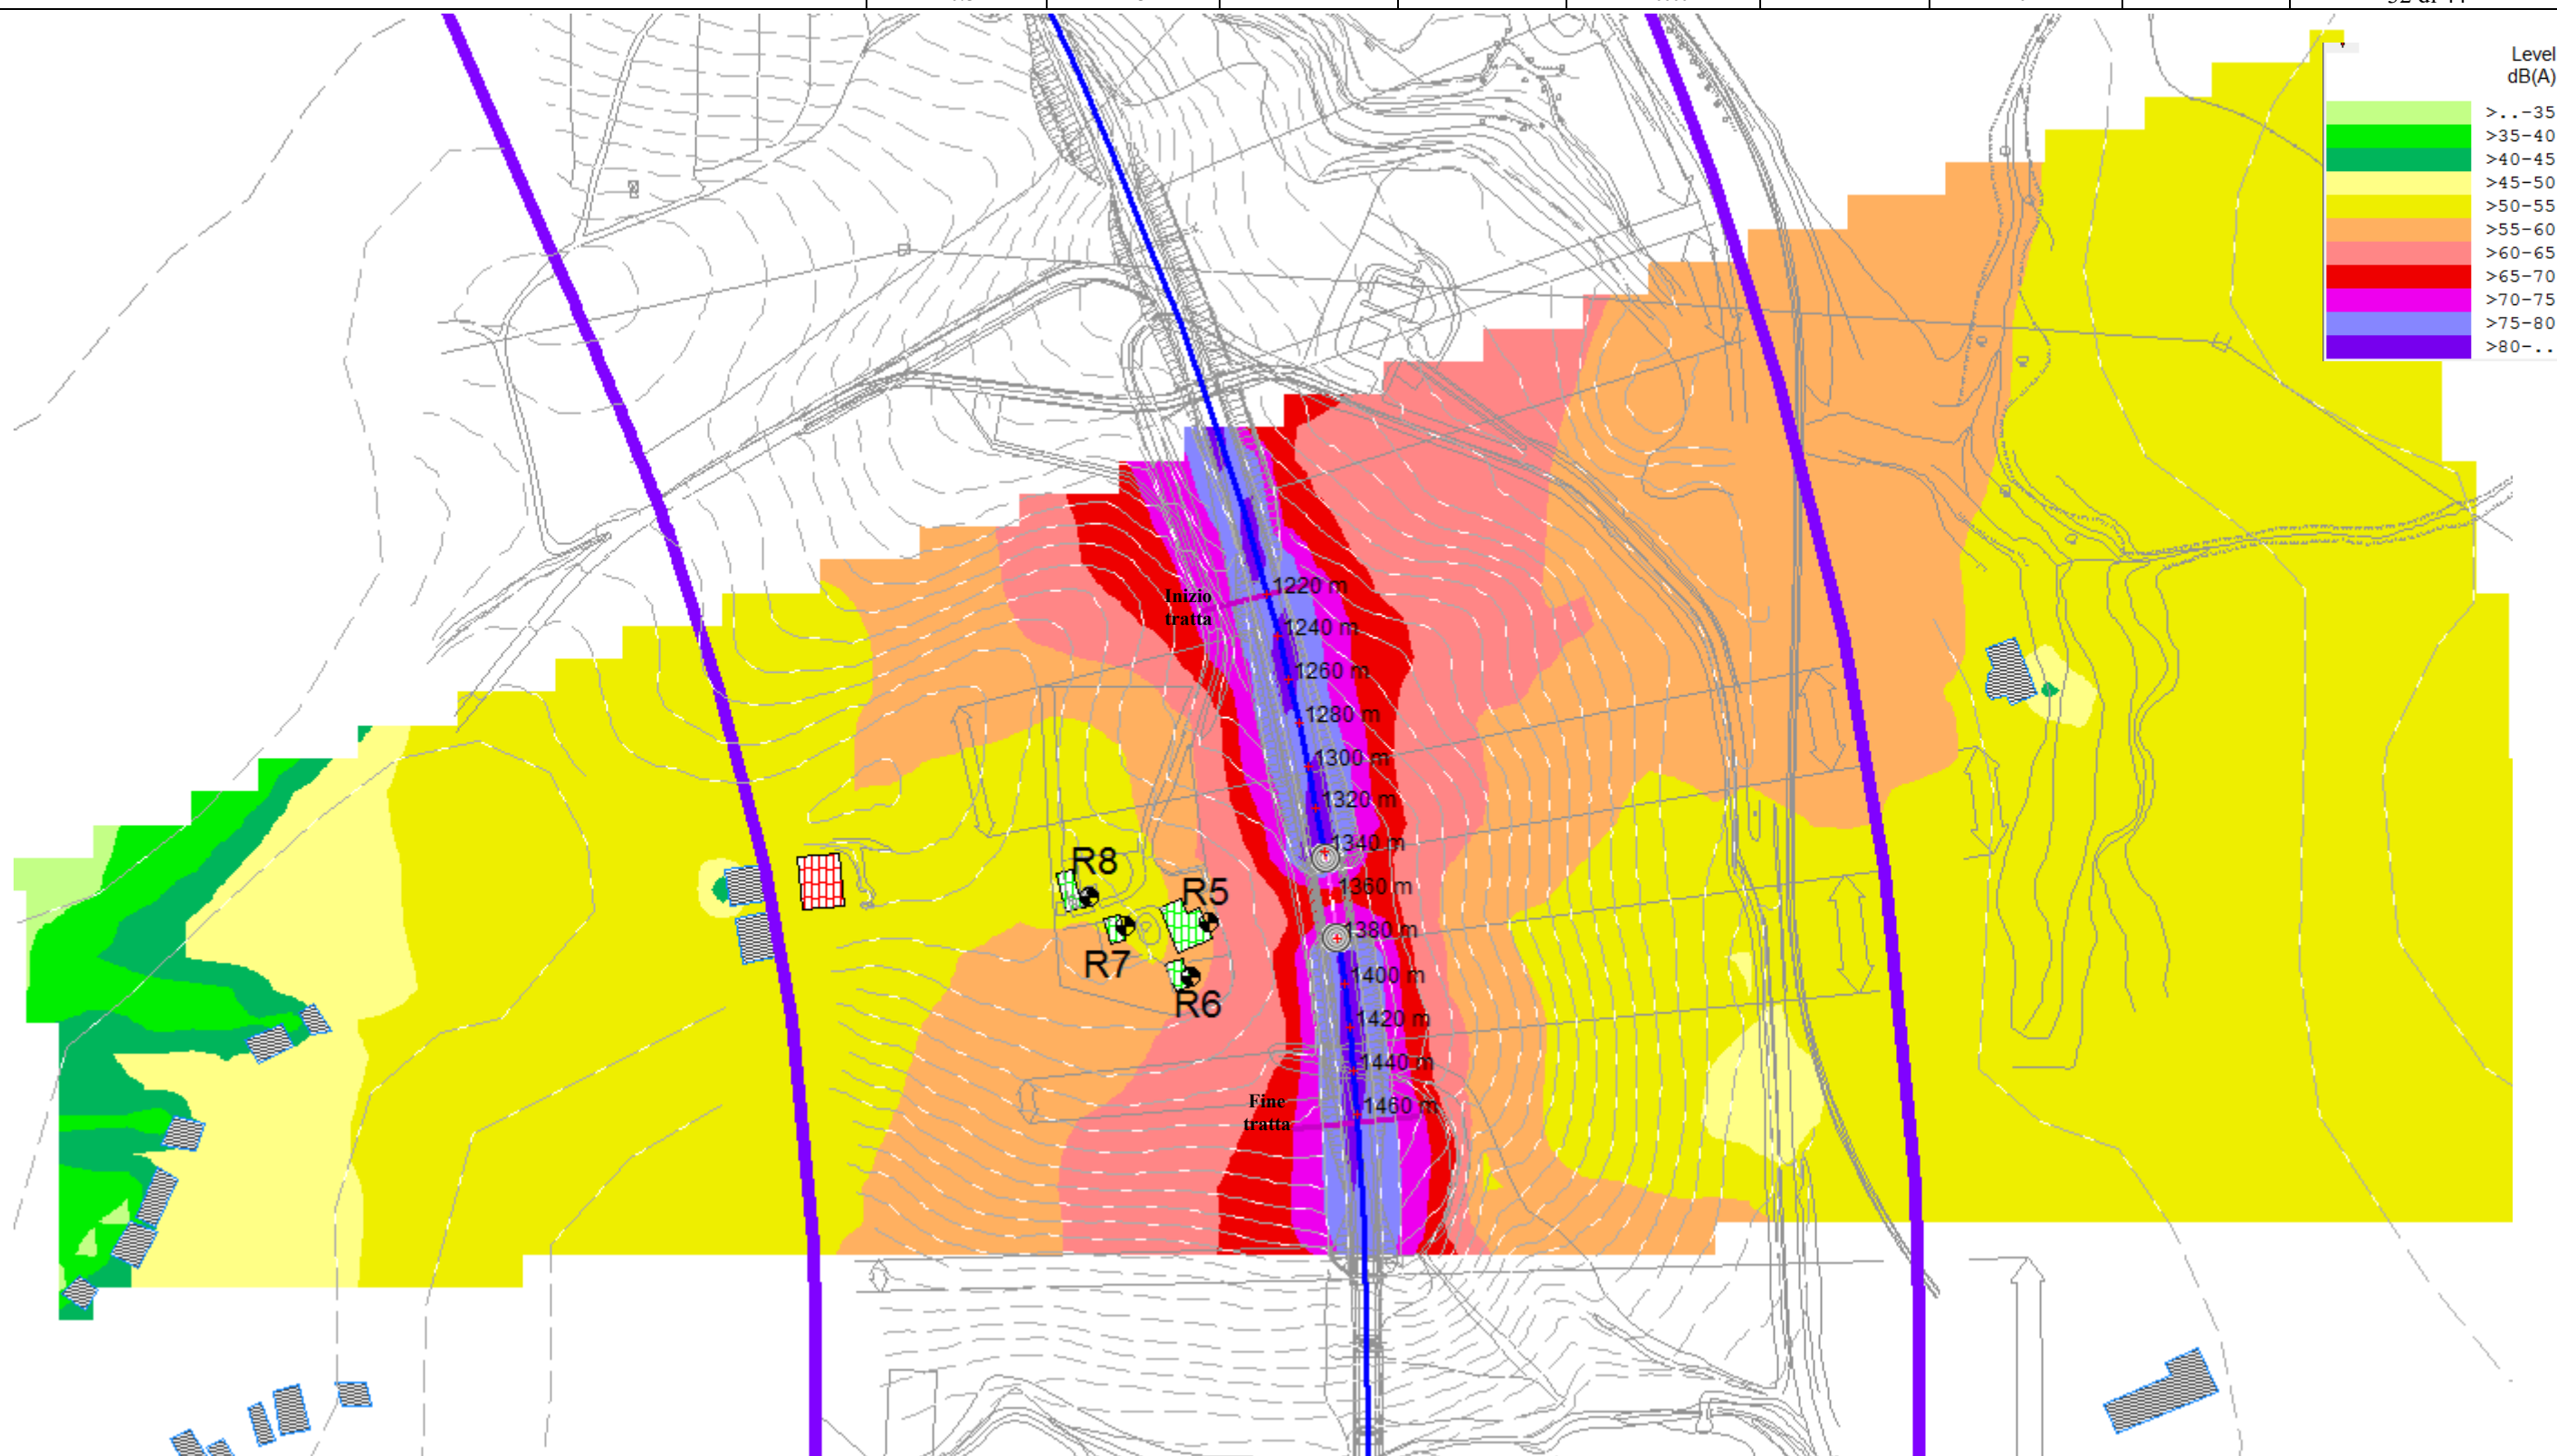 Level
dB(A)
>..-35
>35-40
>40-45
>45-50
>50-55
>55-60
>60-65
>65-70
>70-75
>75-80
>80-..
1220 m
Inizio
tratta
1240 m
1260 m
1280 m
1300 m
1320 m
1340 m
R8
1360 m
R5
1380 m
R7
1400 m
R6
1420 m
1440 m
Fine
tratta
1460 m